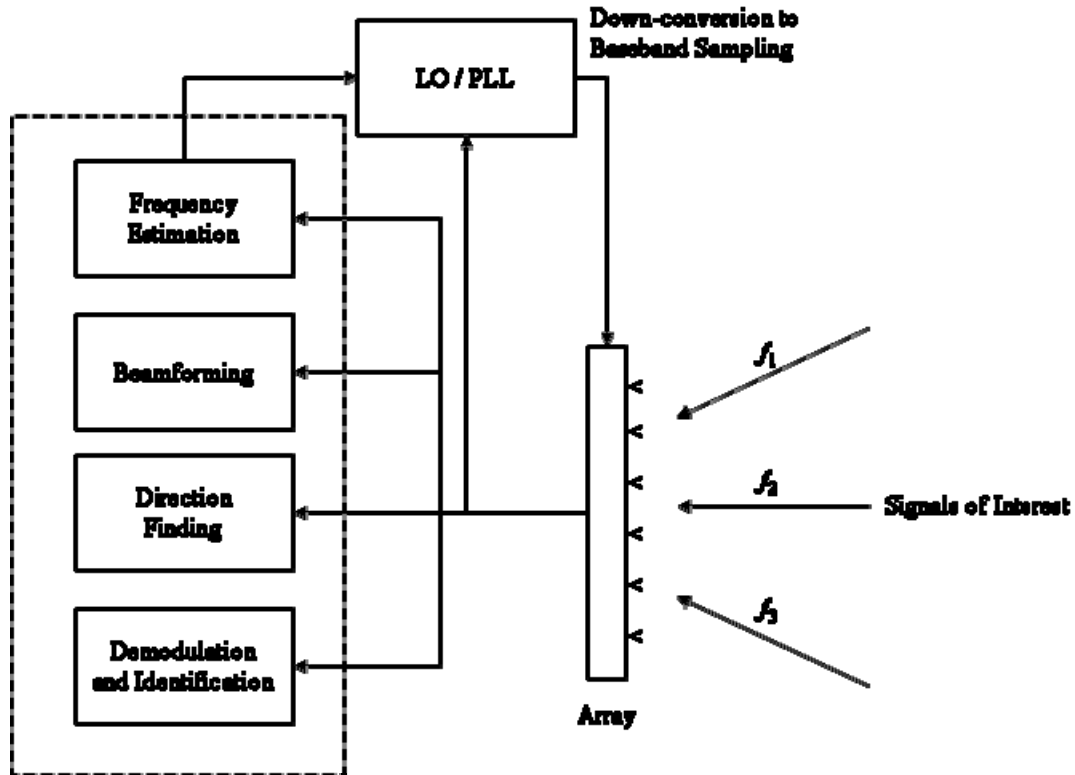 Down-conversion to
Baseband Sampling
LO / PLL
Frequency
Estimation
Beamforming
Direction
Finding
Demodulation
and Identification
f1
f2
f3
Signals of Interest
Array